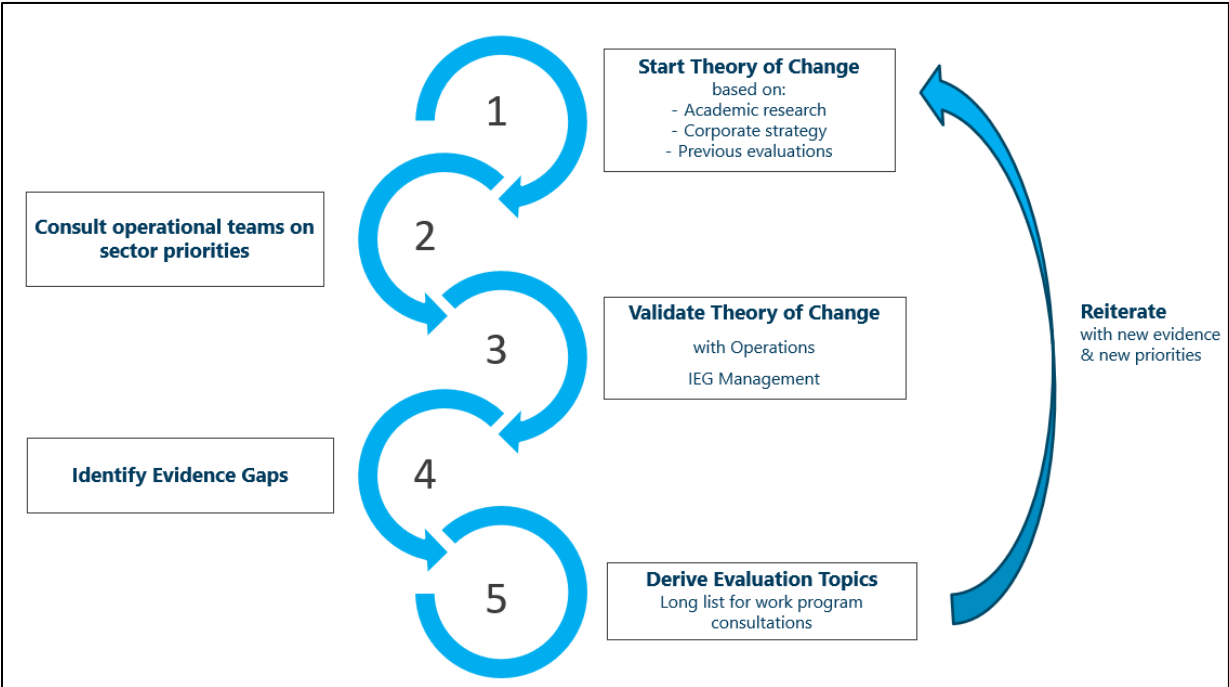 1
Start Theory of Change
based on:
- Academic research
- Corporate strategy
- Previous evaluations
2
Consult operational teams on
sector priorities
3
Validate Theory of Change
with Operations
IEG Management
4
Identify Evidence Gaps
5
Derive Evaluation Topics
Long list for work program
consultations
Reiterate
with new evidence
& new priorities